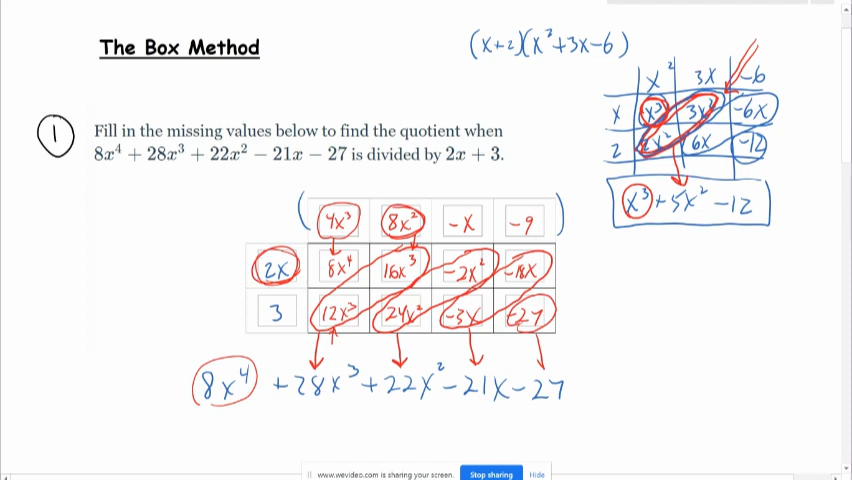 The Box Method
(x+2)(x²+3x-6)
x² 3x -6
x x³ 3x² -6x
2 2x² 6x -12
x³+5x²-12
1 Fill in the missing values below to find the quotient when
8x⁴ + 28x³ + 22x² − 21x − 27 is divided by 2x + 3.
( 4x³ 8x² -x -9 )
2x 8x⁴ 16x³ -2x² -18x
3 12x³ 24x² -3x -27
8x⁴ +28x³+22x²-21x-27
www.wevideo.com is sharing your screen. Stop sharing Hide